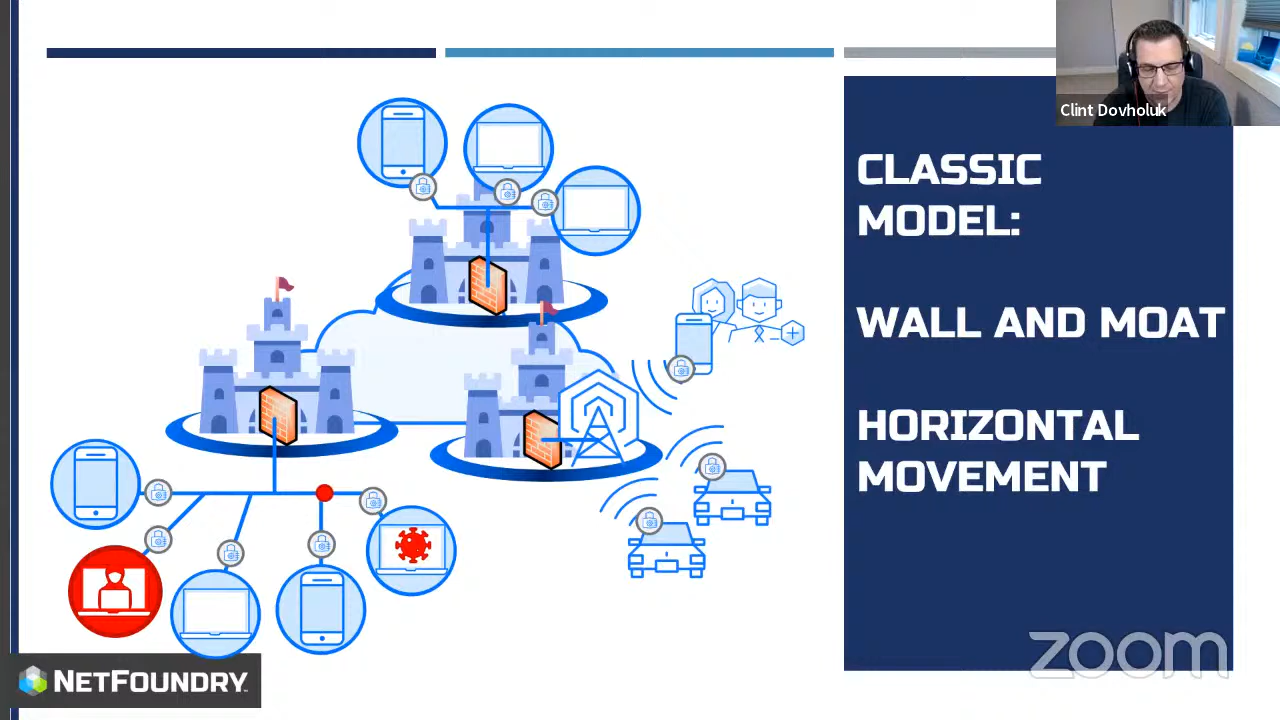 Clint Dovholuk
CLASSIC
MODEL:
WALL AND MOAT
HORIZONTAL
MOVEMENT
NETFOUNDRY
zoom